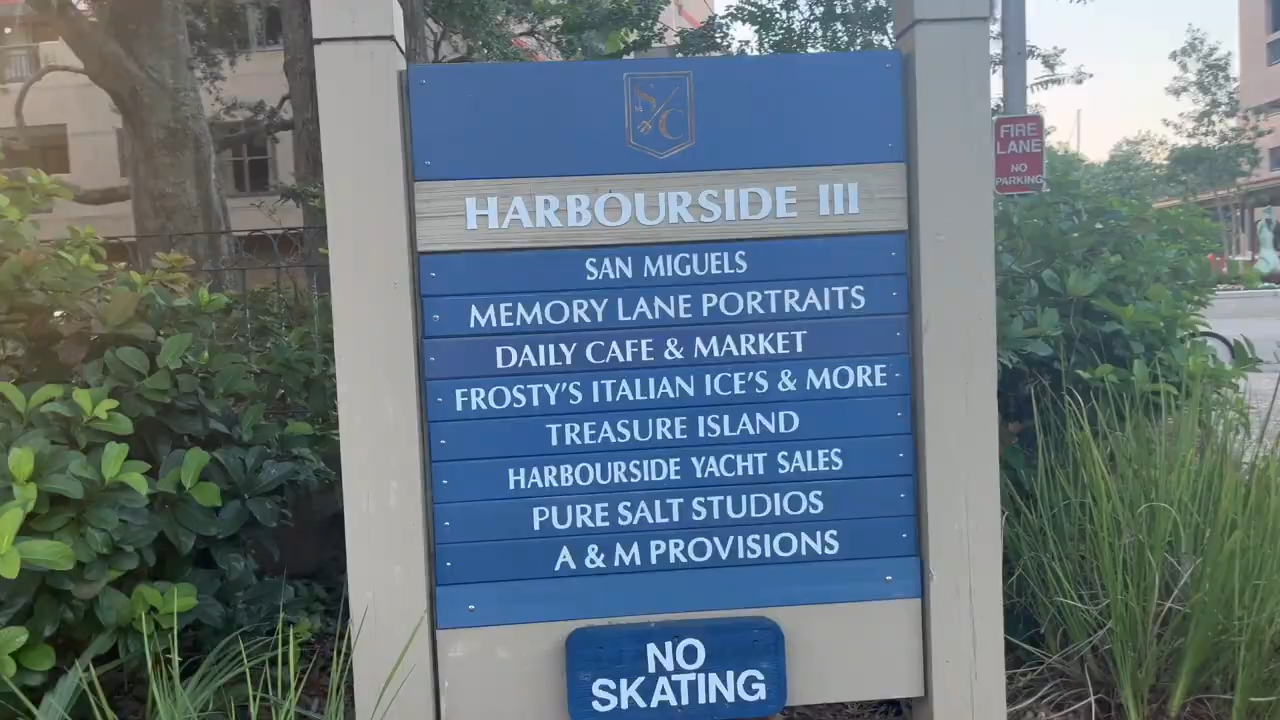 C
HARBOURSIDE III
SAN MIGUELS
MEMORY LANE PORTRAITS
DAILY CAFE & MARKET
FROSTY'S ITALIAN ICE'S & MORE
TREASURE ISLAND
HARBOURSIDE YACHT SALES
PURE SALT STUDIOS
A & M PROVISIONS
NO
SKATING
FIRE
LANE
NO
PARKING